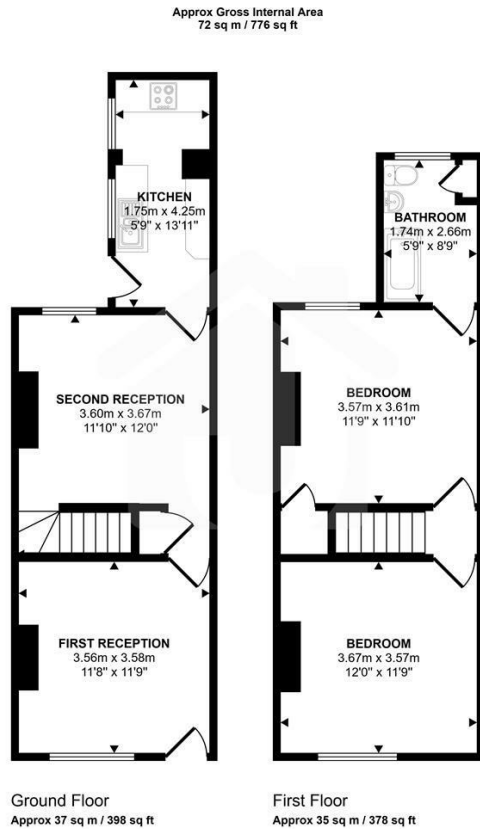 Approx Gross Internal Area
72 sq m / 776 sq ft
KITCHEN
1.75m x 4.25m
5'9" x 13'11"
BATHROOM
1.74m x 2.66m
5'9" x 8'9"
SECOND RECEPTION
3.60m x 3.67m
11'10" x 12'0"
BEDROOM
3.57m x 3.61m
11'9" x 11'10"
FIRST RECEPTION
3.56m x 3.58m
11'8" x 11'9"
BEDROOM
3.67m x 3.57m
12'0" x 11'9"
Ground Floor
Approx 37 sq m / 398 sq ft
First Floor
Approx 35 sq m / 378 sq ft